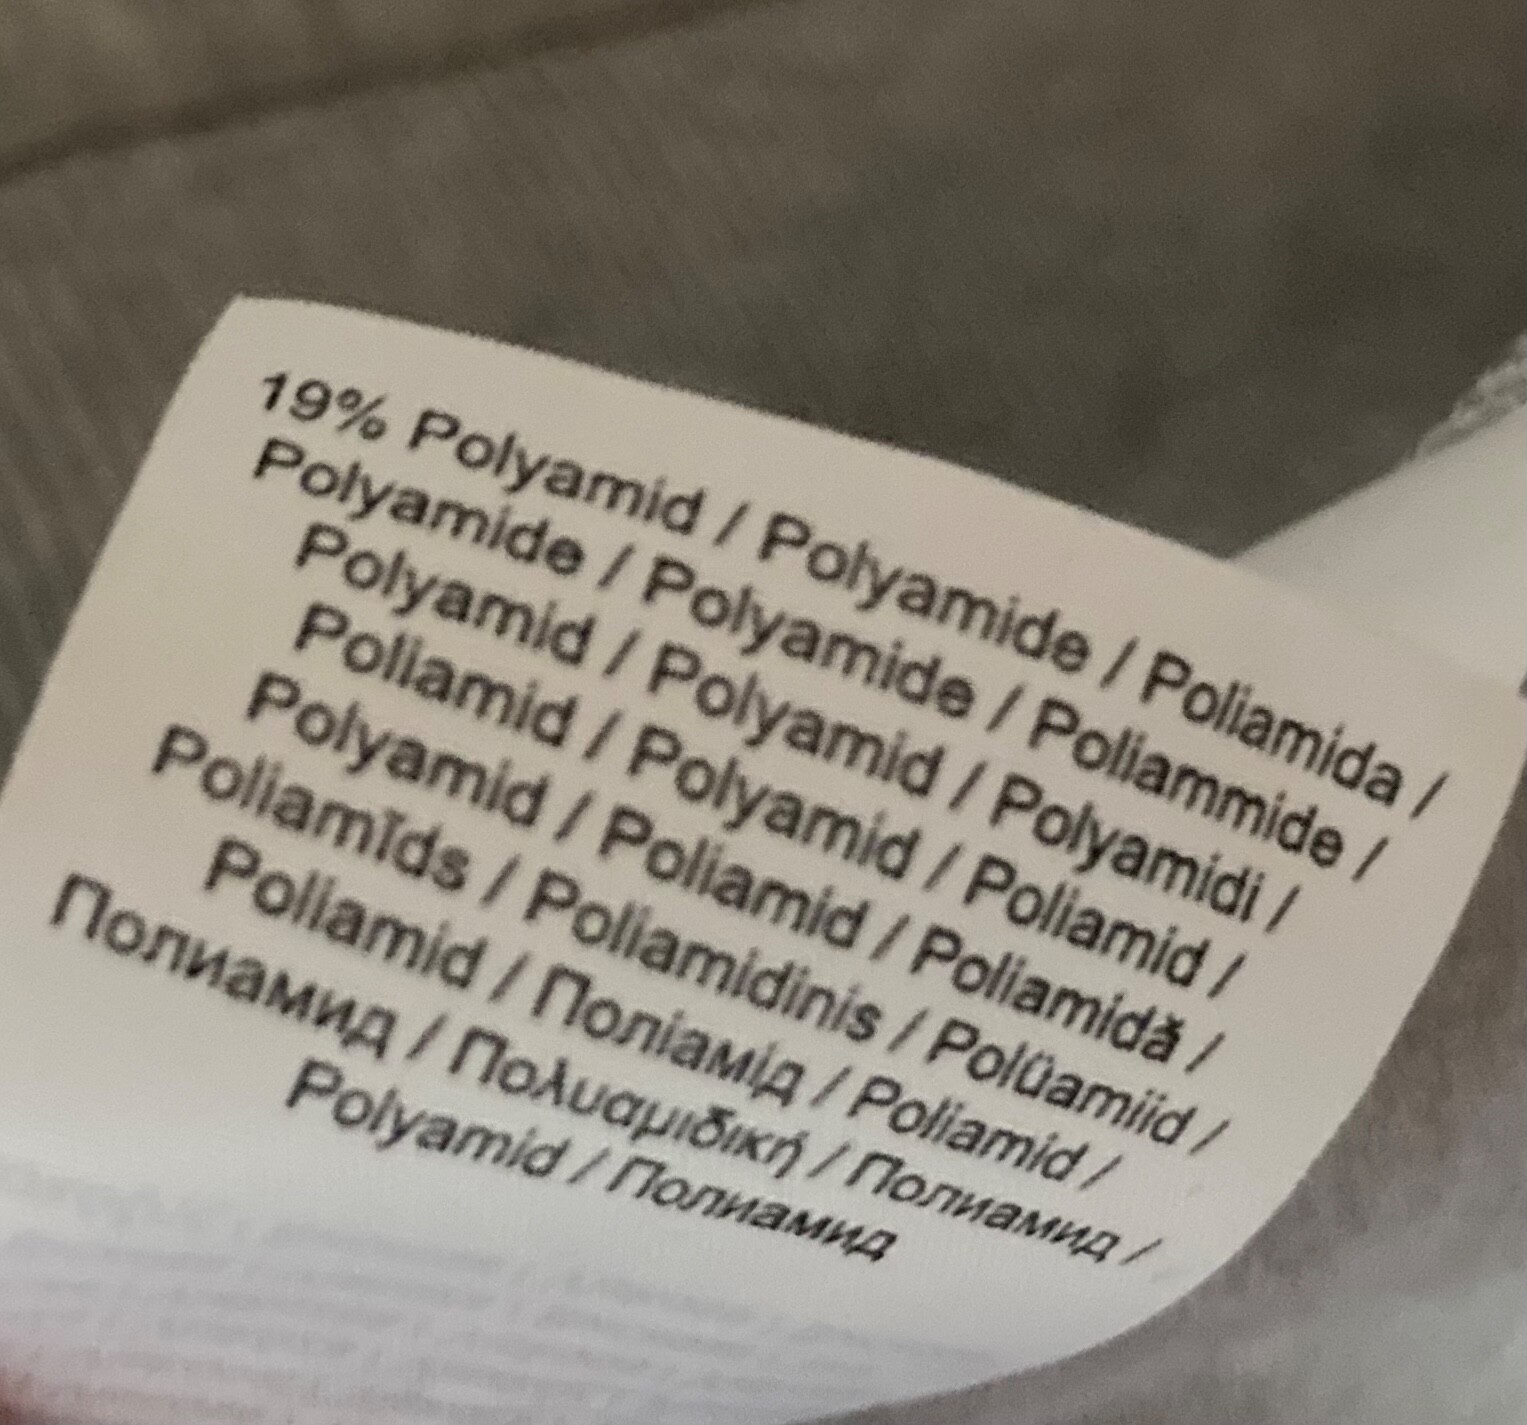 19% Polyamid / Polyamide / Poliamida /
Polyamide / Polyamide / Poliammide /
Polyamid / Polyamid / Polyamidi /
Poliamid / Polyamid / Poliamid /
Polyamid / Poliamid / Poliamidă /
Poliamīds / Poliamidinis / Polüamiid /
Poliamid / Поліамід / Poliamid /
Полиамид / Πολυαμιδική / Полиамид /
Polyamid / Полиамид